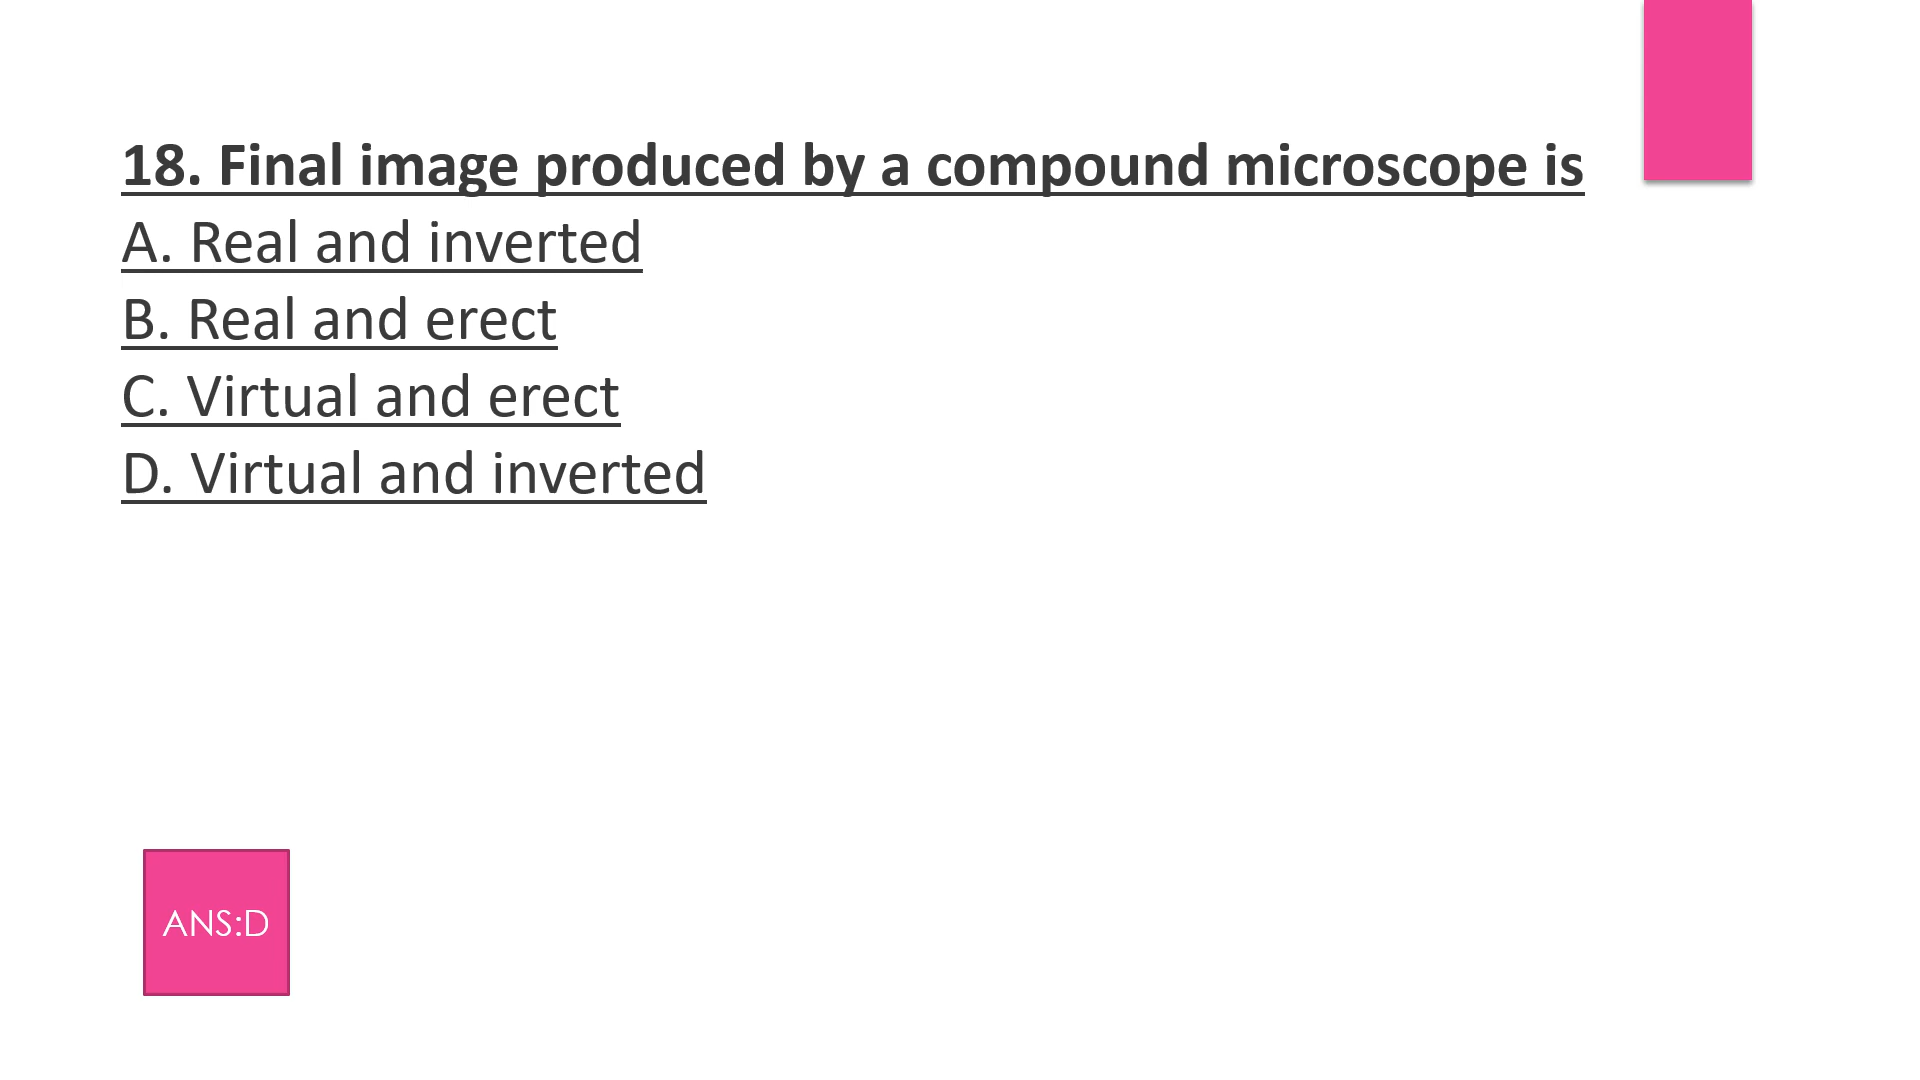 18. Final image produced by a compound microscope is
A. Real and inverted
B. Real and erect
C. Virtual and erect
D. Virtual and inverted
ANS:D